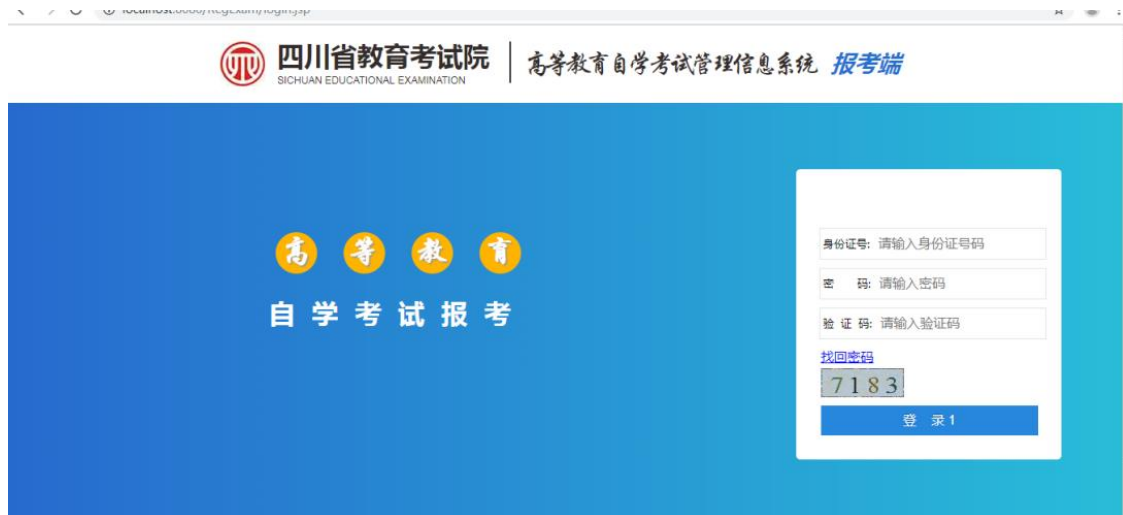 四川省教育考试院
SICHUAN EDUCATIONAL EXAMINATION
高等教育自学考试管理信息系统 报考端
高等教育
自学考试报考
身份证号: 请输入身份证号码
密 码: 请输入密码
验 证 码: 请输入验证码
找回密码
7183
登 录1